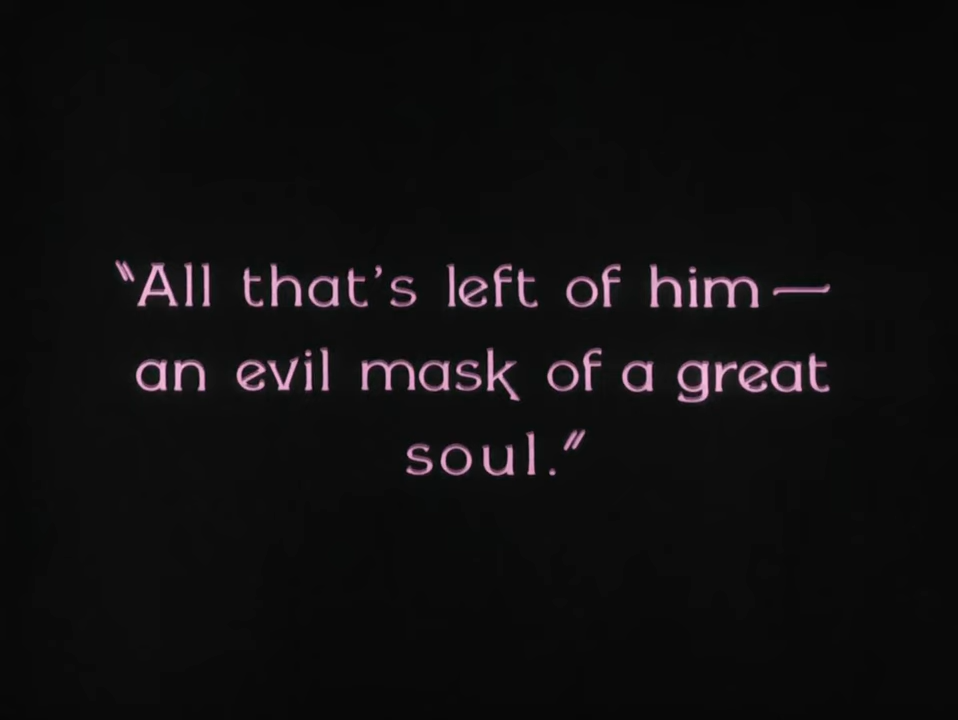 "All that's left of him—
an evil mask of a great
soul."